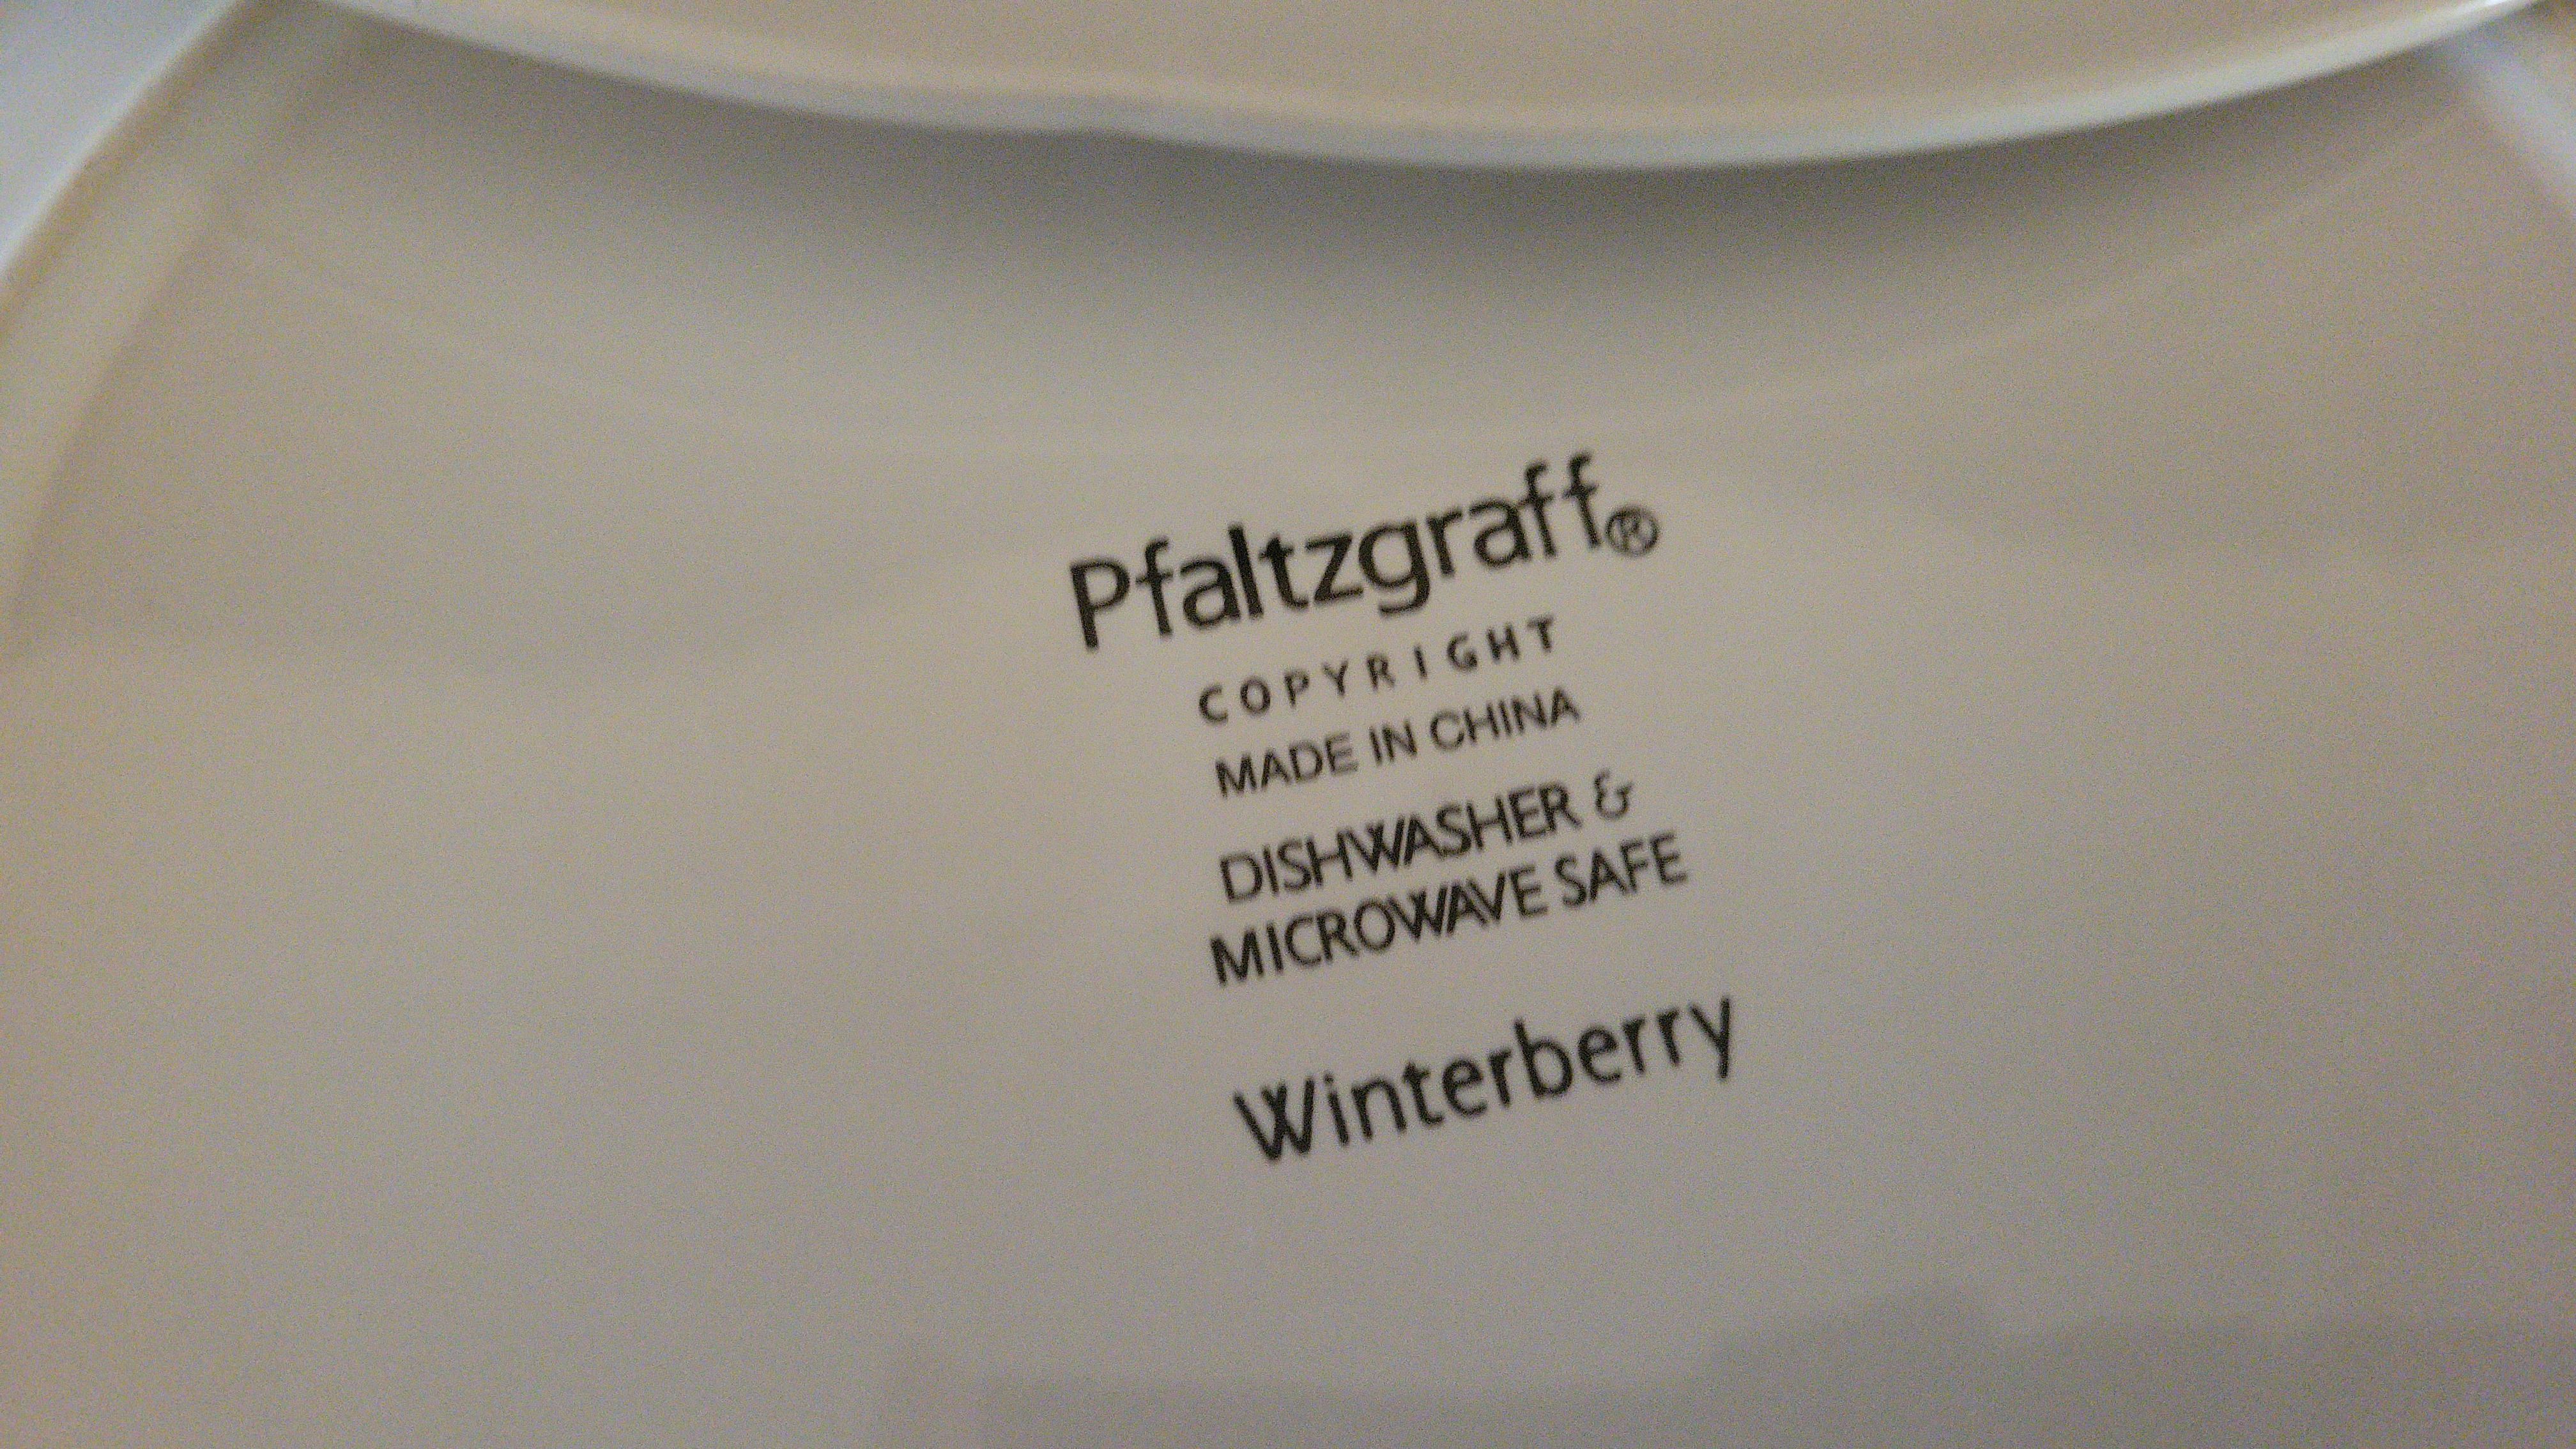 Pfaltzgraff®
COPYRIGHT
MADE IN CHINA
DISHWASHER &
MICROWAVE SAFE
Winterberry